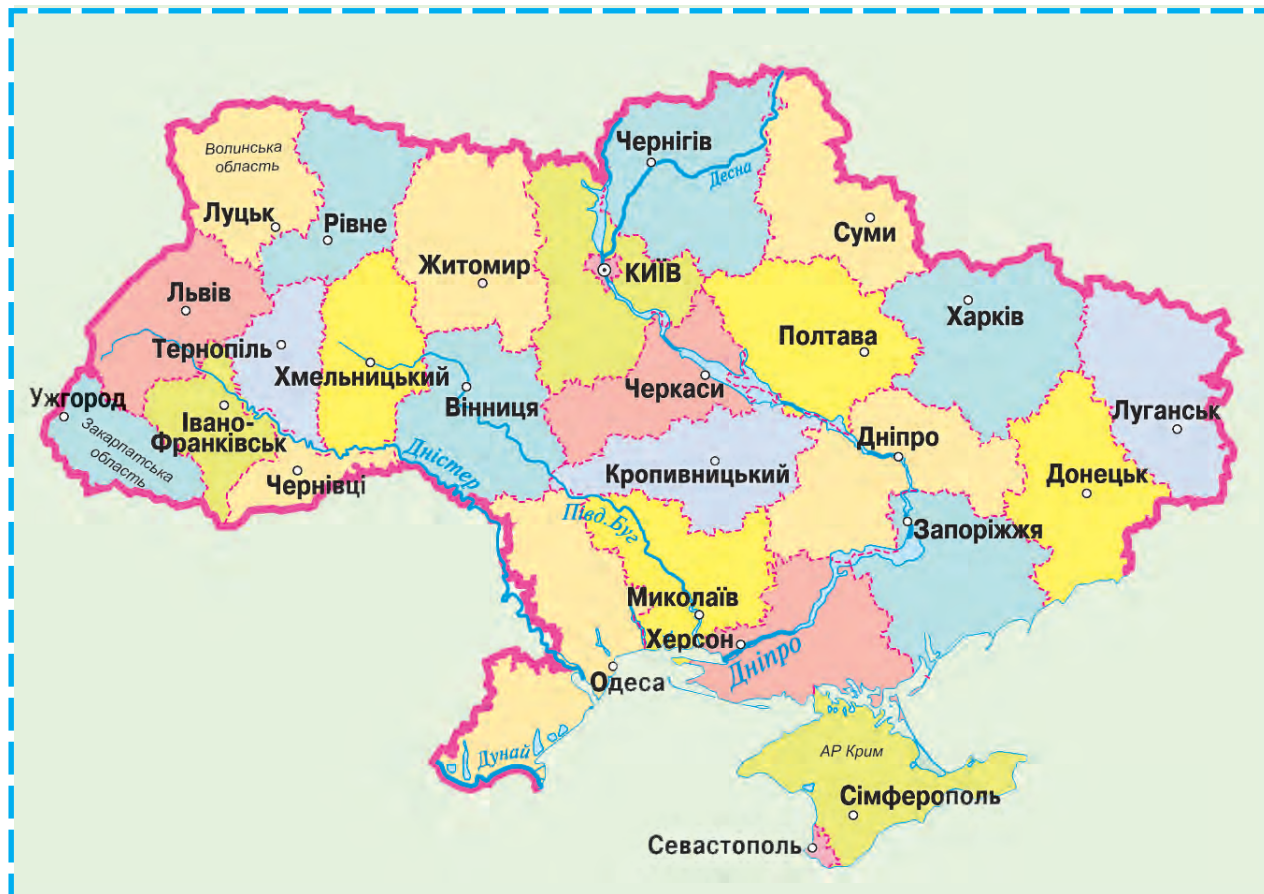 Чернігів
Десна
Волинська
область
Луцьк
Рівне
Суми
Житомир
КИЇВ
Львів
Харків
Полтава
Тернопіль
Хмельницький
Черкаси
Ужгород
Вінниця
Луганськ
Івано-
Франківськ
Закарпатська
область
Дніпро
Чернівці
Дністер
Кропивницький
Донецьк
Півд.Буг
Запоріжжя
Миколаїв
Херсон
Дніпро
Одеса
Дунай
АР Крим
Сімферополь
Севастополь